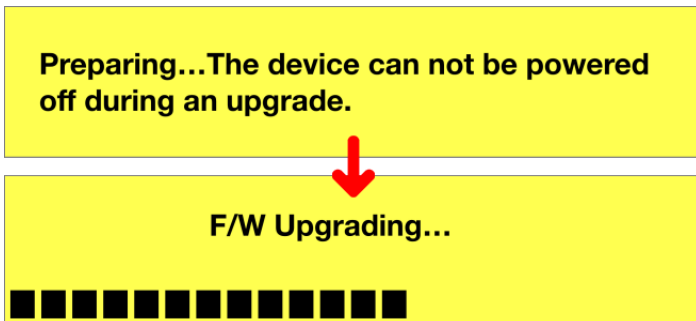 Preparing...The device can not be powered
off during an upgrade.
F/W Upgrading...